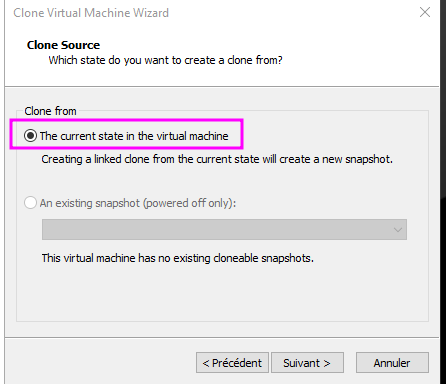 Clone Virtual Machine Wizard
Clone Source
Which state do you want to create a clone from?
Clone from
The current state in the virtual machine
Creating a linked clone from the current state will create a new snapshot.
An existing snapshot (powered off only):
This virtual machine has no existing cloneable snapshots.
< Précédent Suivant > Annuler